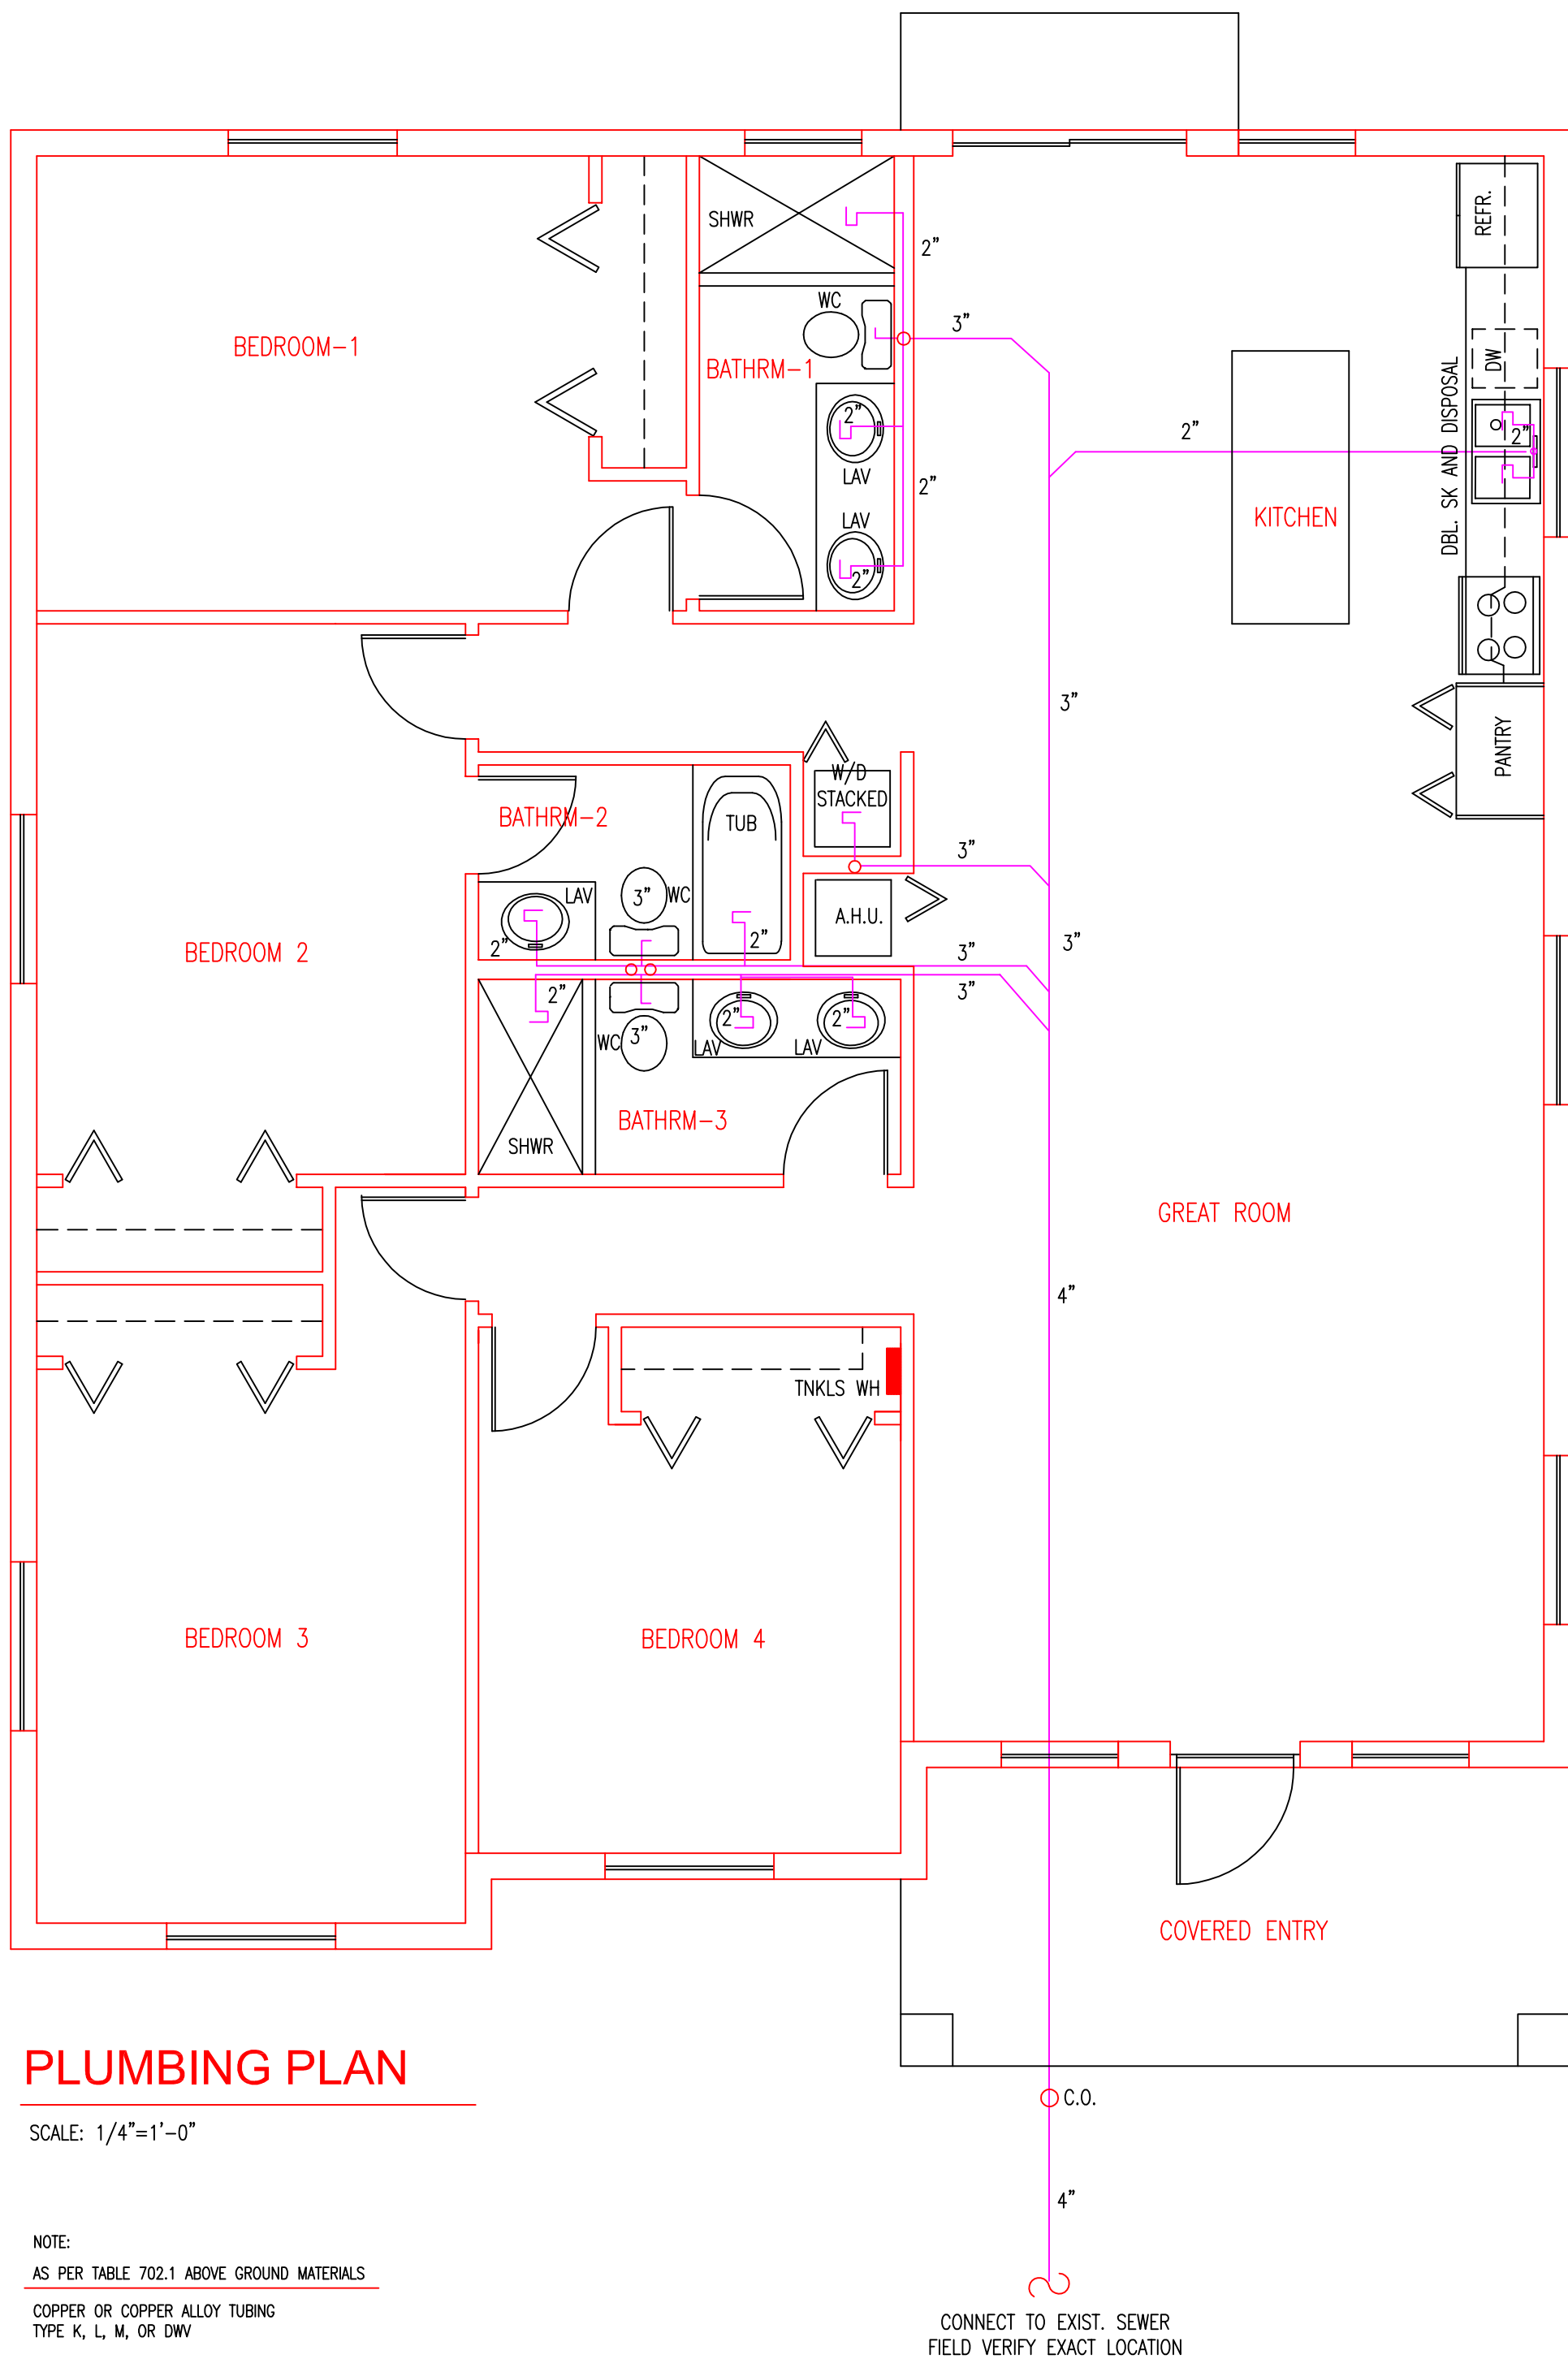 SHWR
2"
REFR.
WC
3"
BEDROOM-1
BATHRM-1
DW
2"
LAV
DBL. SK AND DISPOSAL
2"
2"
2"
LAV
2"
KITCHEN
3"
W/D
STACKED
PANTRY
BATHRM-2
TUB
3"
LAV
3"
WC
A.H.U.
BEDROOM 2
2"
2"
3"
3"
3"
2"
2"
2"
WC
3"
LAV
LAV
BATHRM-3
SHWR
GREAT ROOM
4"
TNKLS WH
BEDROOM 3
BEDROOM 4
COVERED ENTRY
PLUMBING PLAN
C.O.
SCALE: 1/4"=1'-0"
4"
NOTE:
AS PER TABLE 702.1 ABOVE GROUND MATERIALS
COPPER OR COPPER ALLOY TUBING
TYPE K, L, M, OR DWV
CONNECT TO EXIST. SEWER
FIELD VERIFY EXACT LOCATION